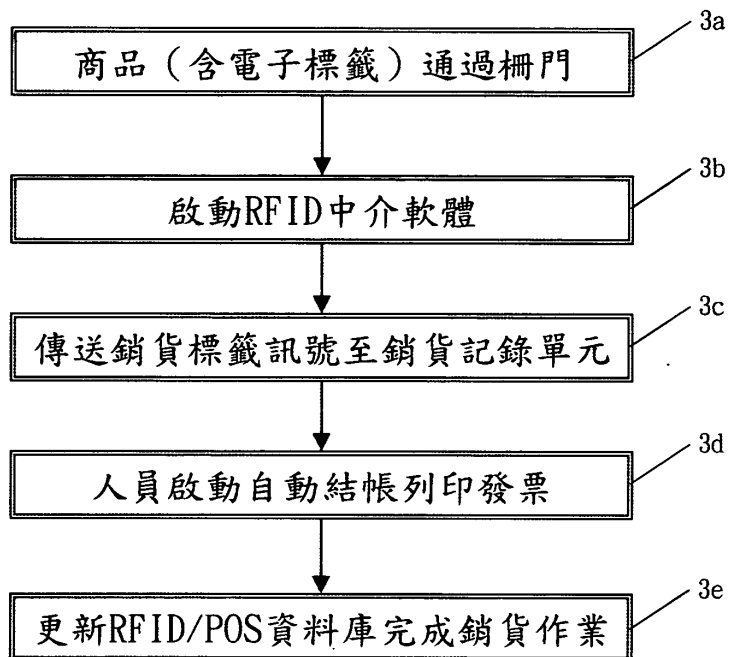 3a
商品（含電子標籤）通過柵門
3b
啟動RFID中介軟體
3c
傳送銷貨標籤訊號至銷貨記錄單元
3d
人員啟動自動結帳列印發票
3e
更新RFID/POS資料庫完成銷貨作業